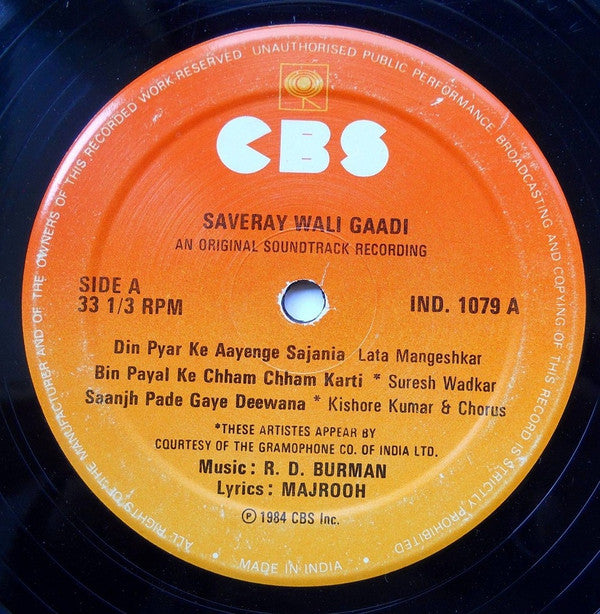 ALL RIGHTS OF THE MANUFACTURER AND OF THE OWNERS OF THIS RECORDED WORK RESERVED UNAUTHORISED PUBLIC PERFORMANCE BROADCASTING AND COPYING OF THIS RECORD IS STRICTLY PROHIBITED
CBS
SAVERAY WALI GAADI
AN ORIGINAL SOUNDTRACK RECORDING
SIDE A
33 1/3 RPM
IND. 1079 A
Din Pyar Ke Aayenge Sajania Lata Mangeshkar
Bin Payal Ke Chham Chham Karti * Suresh Wadkar
Saanjh Pade Gaye Deewana * Kishore Kumar & Chorus
*THESE ARTISTES APPEAR BY
COURTESY OF THE GRAMOPHONE CO. OF INDIA LTD.
Music : R. D. BURMAN
Lyrics : MAJROOH
℗ 1984 CBS Inc.
MADE IN INDIA